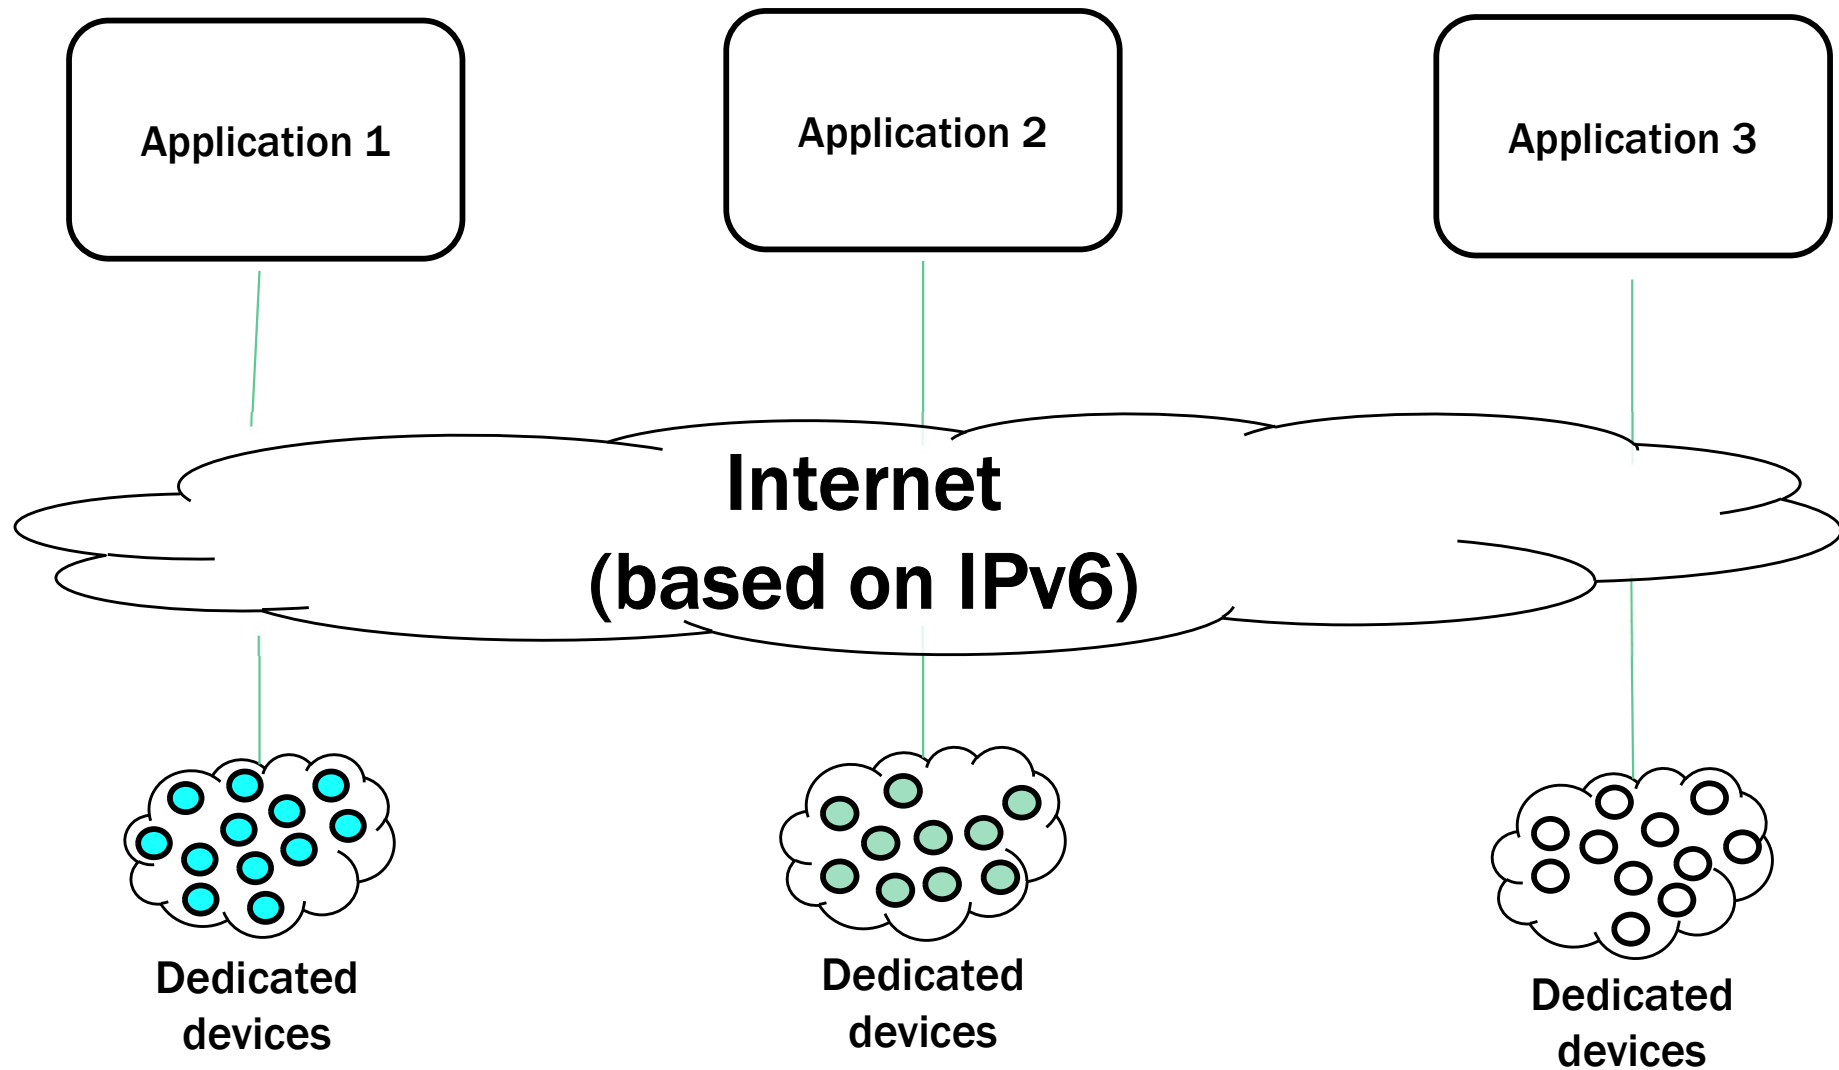 Application 1
Application 2
Application 3
Internet
(based on IPv6)
Dedicated
devices
Dedicated
devices
Dedicated
devices